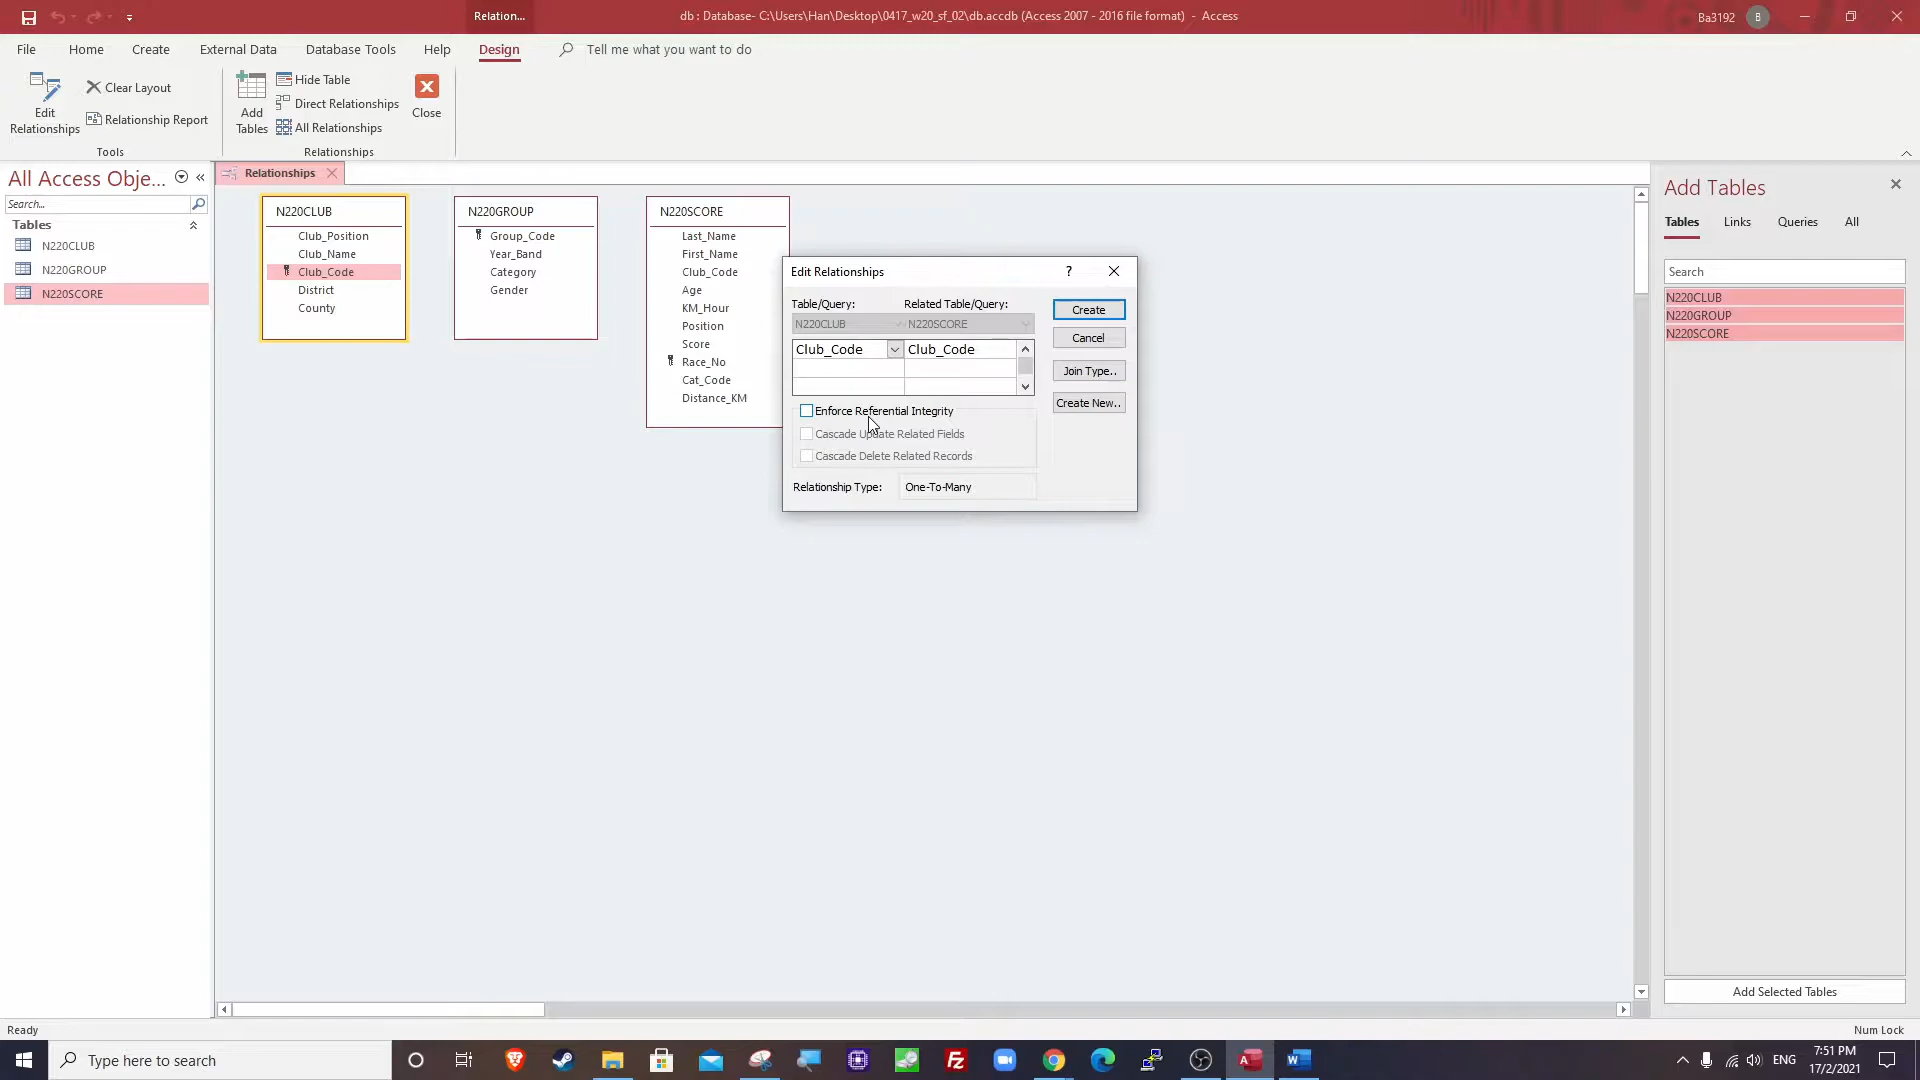 Relation...
db : Database- C:\Users\Han\Desktop\0417_w20_sf_02\db.accdb (Access 2007 - 2016 file format) - Access
Ba3192
B
File
Home
Create
External Data
Database Tools
Help
Design
Tell me what you want to do
Edit
Relationships
Clear Layout
Relationship Report
Tools
Add
Tables
Hide Table
Direct Relationships
All Relationships
Relationships
Close
All Access Obje...
Search...
Tables
N220CLUB
N220GROUP
N220SCORE
Relationships
N220CLUB
Club_Position
Club_Name
Club_Code
District
County
N220GROUP
Group_Code
Year_Band
Category
Gender
N220SCORE
Last_Name
First_Name
Club_Code
Age
KM_Hour
Position
Score
Race_No
Cat_Code
Distance_KM
Edit Relationships
?
Table/Query:
Related Table/Query:
N220CLUB
N220SCORE
Club_Code
Club_Code
Enforce Referential Integrity
Cascade Update Related Fields
Cascade Delete Related Records
Relationship Type:
One-To-Many
Create
Cancel
Join Type..
Create New..
Add Tables
Tables
Links
Queries
All
Search
N220CLUB
N220GROUP
N220SCORE
Add Selected Tables
Ready
Num Lock
Type here to search
ENG
7:51 PM
17/2/2021